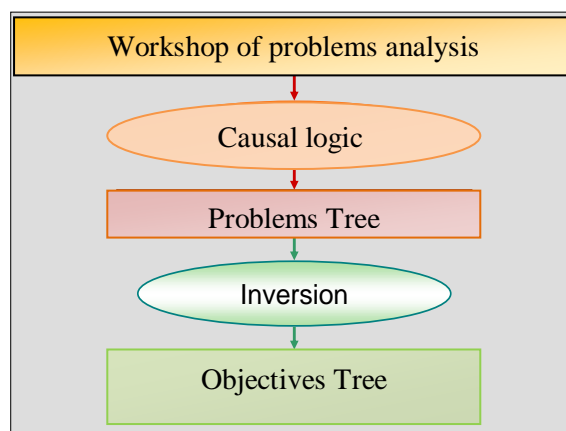 Workshop of problems analysis
Causal logic
Problems Tree
Inversion
Objectives Tree